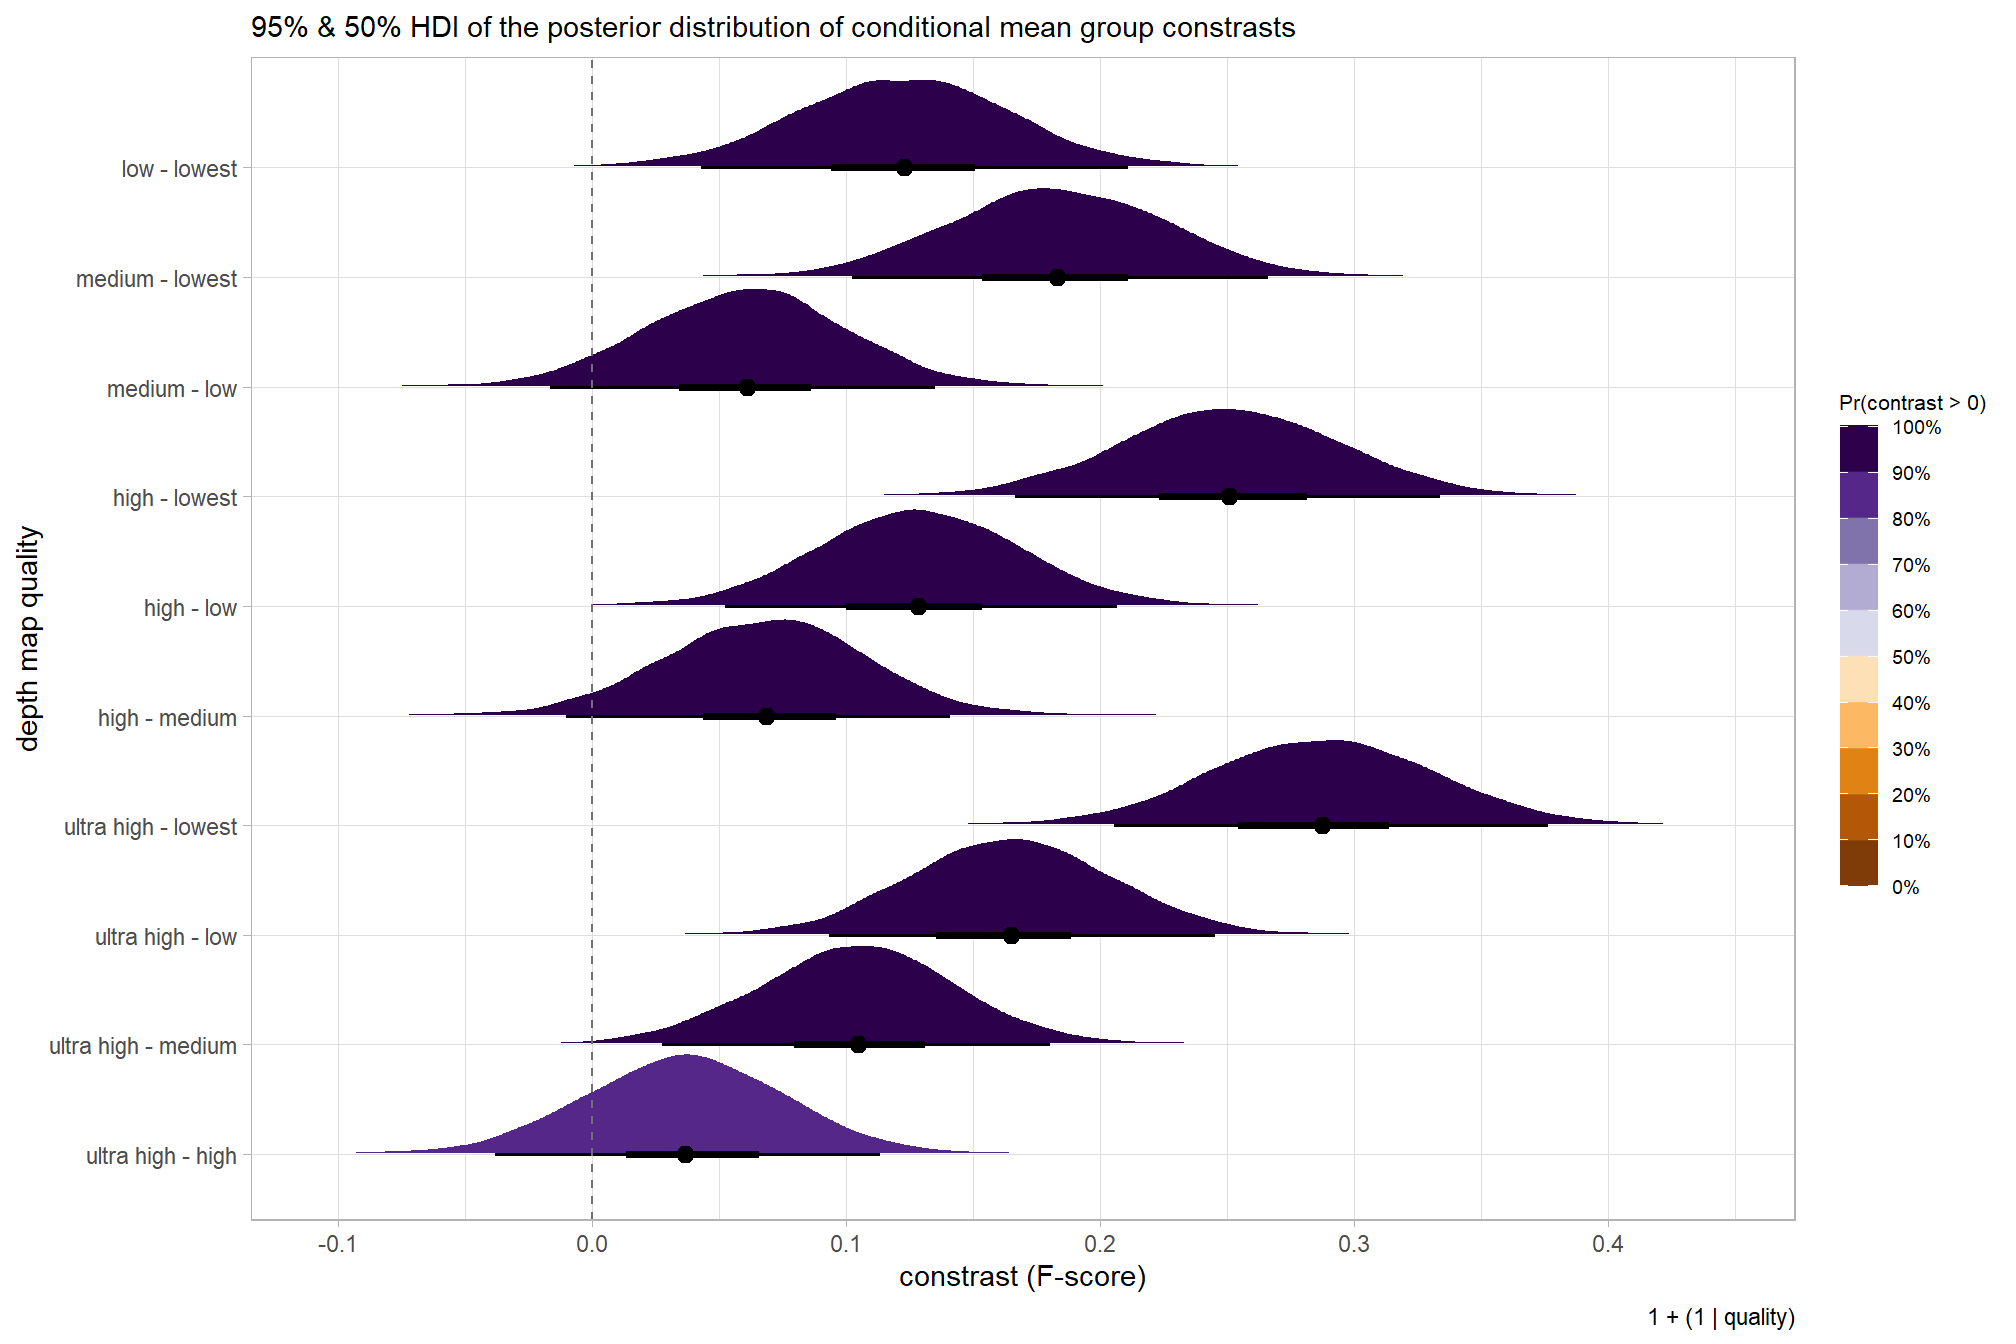 95% & 50% HDI of the posterior distribution of conditional mean group constrasts
depth map quality
low - lowest
medium - lowest
medium - low
high - lowest
high - low
high - medium
ultra high - lowest
ultra high - low
ultra high - medium
ultra high - high
-0.1 0.0 0.1 0.2 0.3 0.4
constrast (F-score)
Pr(contrast > 0)
100%
90%
80%
70%
60%
50%
40%
30%
20%
10%
0%
1 + (1 | quality)